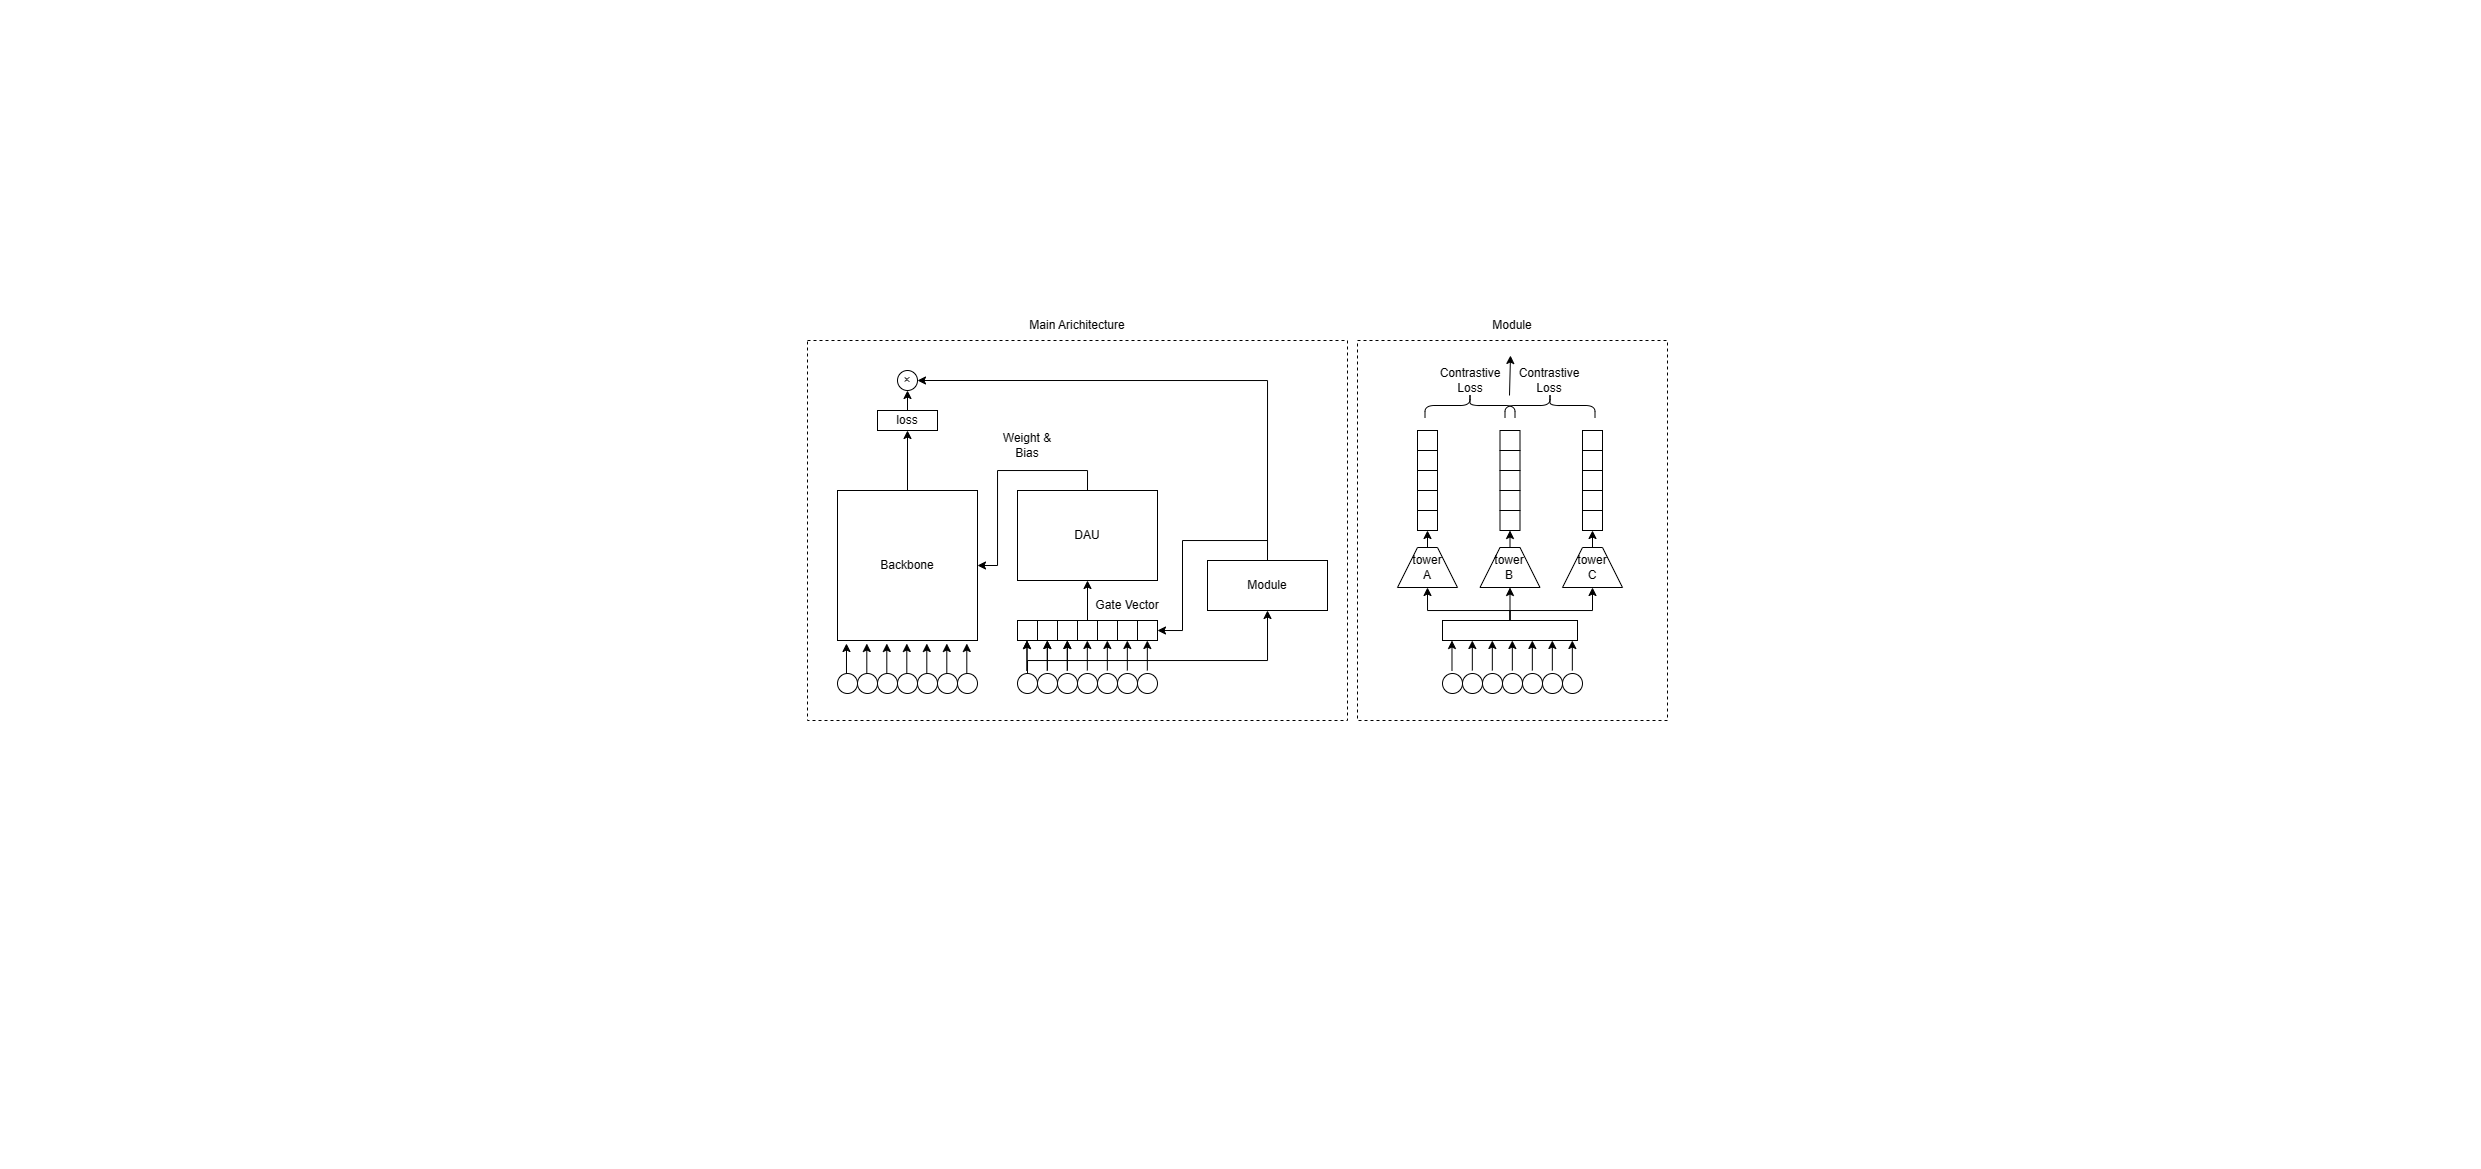 Main Arichitecture
Module
×
loss
Weight &
Bias
Backbone
DAU
Gate Vector
Module
Contrastive
Loss
Contrastive
Loss
tower
A
tower
B
tower
C